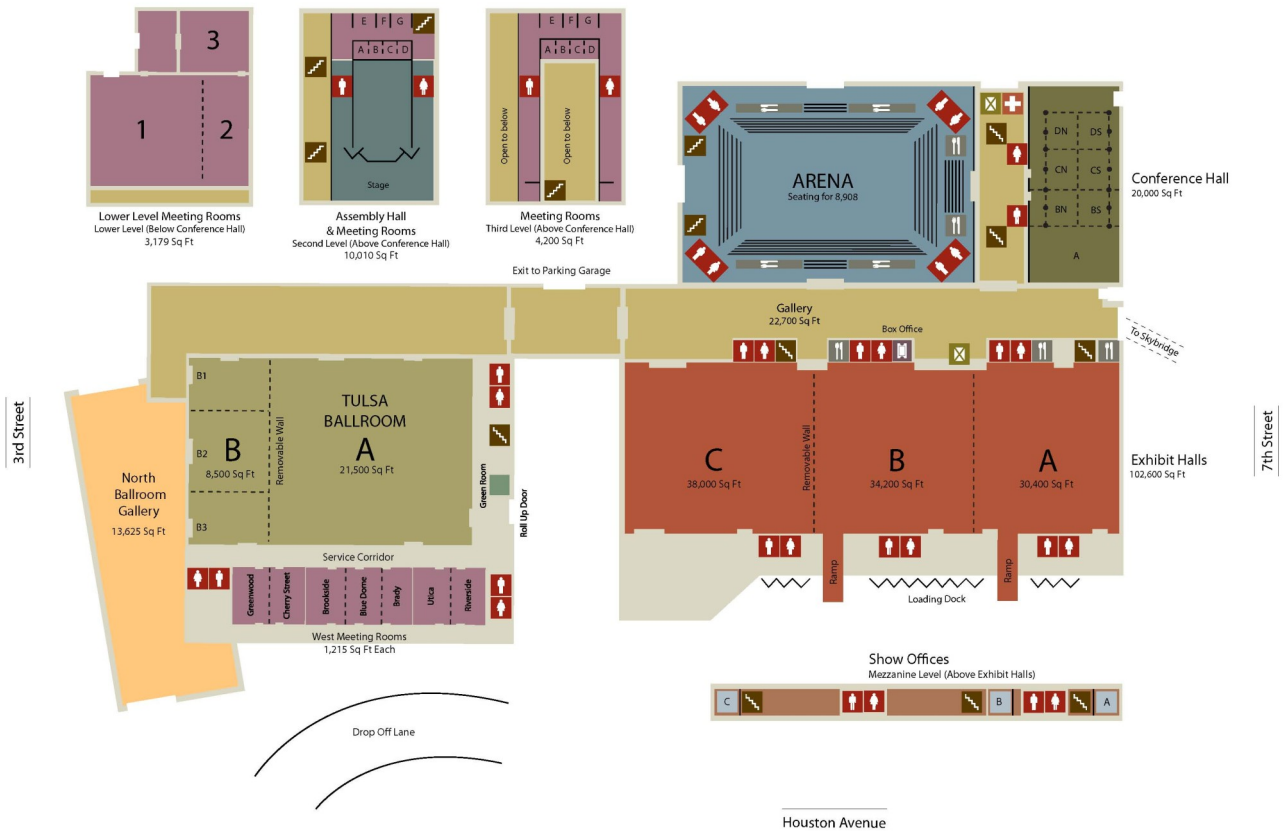 3
1
2
Lower Level Meeting Rooms
Lower Level (Below Conference Hall)
3,179 Sq Ft
E F G
A B C D
Stage
Assembly Hall
& Meeting Rooms
Second Level (Above Conference Hall)
10,010 Sq Ft
E F G
A B C D
Open to below
Open to below
Meeting Rooms
Third Level (Above Conference Hall)
4,200 Sq Ft
ARENA
Seating for 8,908
DN DS
CN CS
BN BS
A
Conference Hall
20,000 Sq Ft
Exit to Parking Garage
Gallery
22,700 Sq Ft
Box Office
To Skybridge
3rd Street
7th Street
North
Ballroom
Gallery
13,625 Sq Ft
B1
B2
B3
B
8,500 Sq Ft
Removable Wall
TULSA
BALLROOM
A
21,500 Sq Ft
Green Room
Roll Up Door
Service Corridor
Greenwood
Cherry Street
Brookside
Blue Dome
Brady
Utica
Riverside
West Meeting Rooms
1,215 Sq Ft Each
C
38,000 Sq Ft
Removable Wall
B
34,200 Sq Ft
A
30,400 Sq Ft
Exhibit Halls
102,600 Sq Ft
Ramp
Ramp
Loading Dock
Show Offices
Mezzanine Level (Above Exhibit Halls)
C
B
A
Drop Off Lane
Houston Avenue